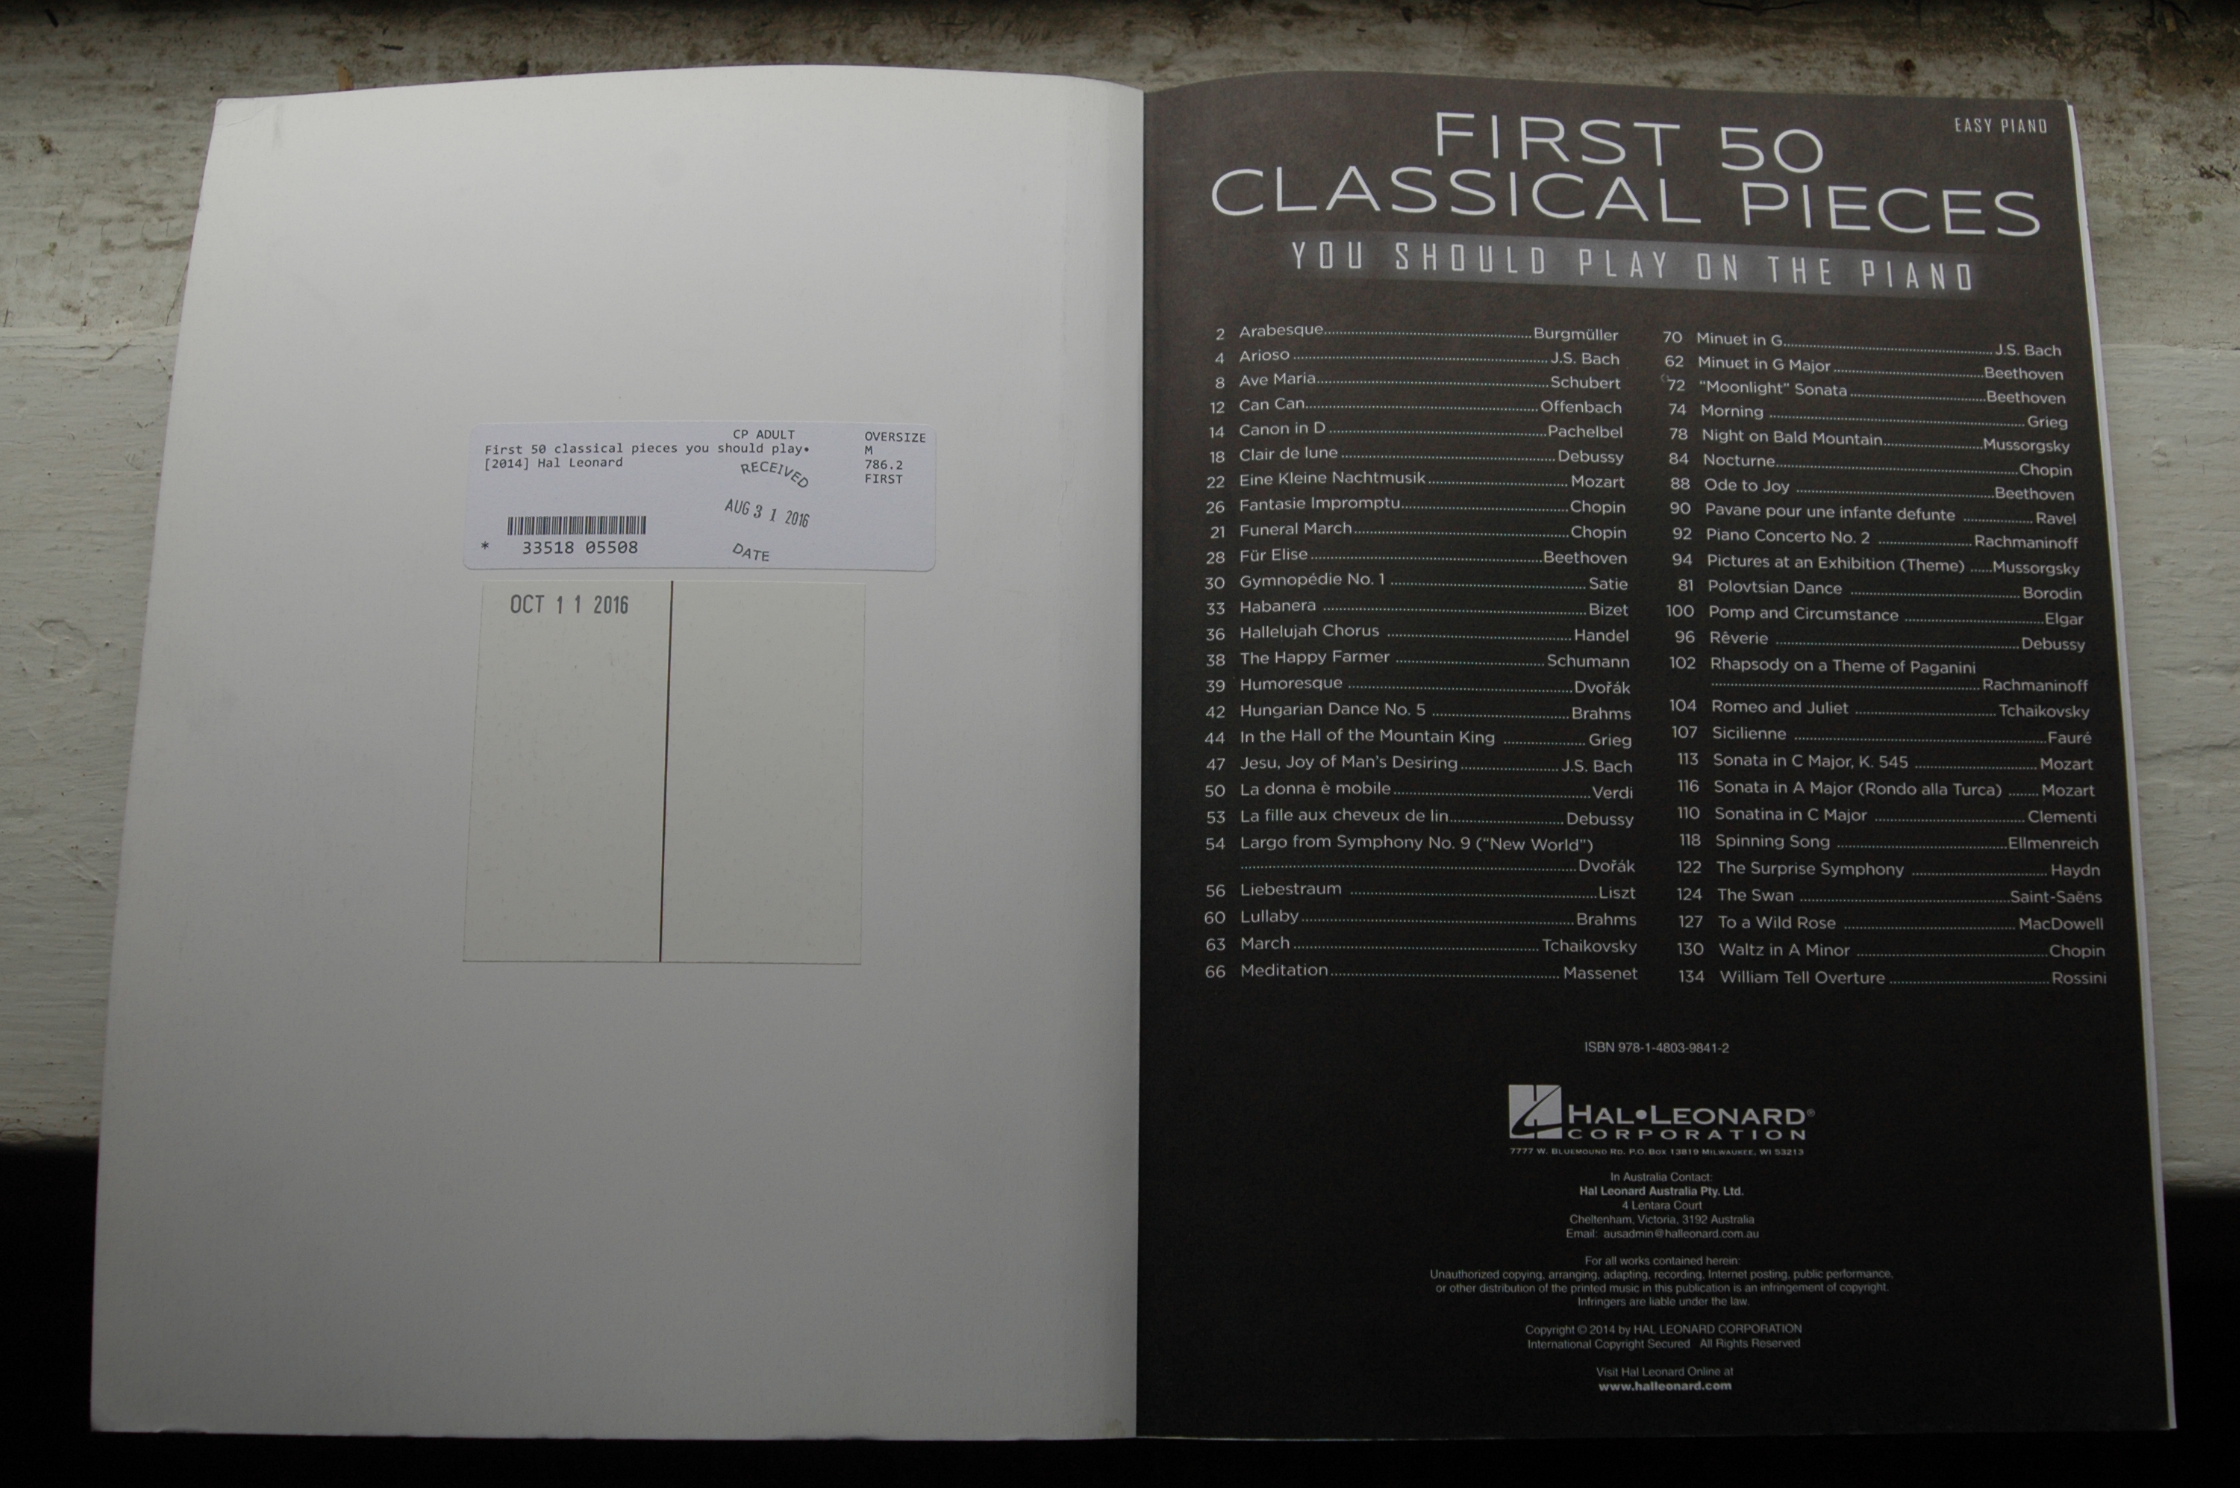 CP ADULT
First 50 classical pieces you should play•
[2014] Hal Leonard
OVERSIZE
M
786.2
FIRST
RECEIVED
AUG 3 1 2016
DATE
* 33518 05508
OCT 1 1 2016
EASY PIANO
FIRST 50
CLASSICAL PIECES
YOU SHOULD PLAY ON THE PIANO
2 Arabesque Burgmüller
4 Arioso J.S. Bach
8 Ave Maria Schubert
12 Can Can Offenbach
14 Canon in D Pachelbel
18 Clair de lune Debussy
22 Eine Kleine Nachtmusik Mozart
26 Fantasie Impromptu Chopin
21 Funeral March Chopin
28 Für Elise Beethoven
30 Gymnopédie No. 1 Satie
33 Habanera Bizet
36 Hallelujah Chorus Handel
38 The Happy Farmer Schumann
39 Humoresque Dvořák
42 Hungarian Dance No. 5 Brahms
44 In the Hall of the Mountain King Grieg
47 Jesu, Joy of Man's Desiring J.S. Bach
50 La donna è mobile Verdi
53 La fille aux cheveux de lin Debussy
54 Largo from Symphony No. 9 ("New World")
Dvořák
56 Liebestraum Liszt
60 Lullaby Brahms
63 March Tchaikovsky
66 Meditation Massenet
70 Minuet in G J.S. Bach
62 Minuet in G Major Beethoven
72 "Moonlight" Sonata Beethoven
74 Morning Grieg
78 Night on Bald Mountain Mussorgsky
84 Nocturne Chopin
88 Ode to Joy Beethoven
90 Pavane pour une infante defunte Ravel
92 Piano Concerto No. 2 Rachmaninoff
94 Pictures at an Exhibition (Theme) Mussorgsky
81 Polovtsian Dance Borodin
100 Pomp and Circumstance Elgar
96 Rêverie Debussy
102 Rhapsody on a Theme of Paganini
Rachmaninoff
104 Romeo and Juliet Tchaikovsky
107 Sicilienne Fauré
113 Sonata in C Major, K. 545 Mozart
116 Sonata in A Major (Rondo alla Turca) Mozart
110 Sonatina in C Major Clementi
118 Spinning Song Ellmenreich
122 The Surprise Symphony Haydn
124 The Swan Saint-Saëns
127 To a Wild Rose MacDowell
130 Waltz in A Minor Chopin
134 William Tell Overture Rossini
ISBN 978-1-4803-9841-2
HAL•LEONARD®
CORPORATION
7777 W. BLUEMOUND RD. P.O. BOX 13819 MILWAUKEE, WI 53213
In Australia Contact:
Hal Leonard Australia Pty. Ltd.
4 Lentara Court
Cheltenham, Victoria, 3192 Australia
Email: ausadmin@halleonard.com.au
For all works contained herein:
Unauthorized copying, arranging, adapting, recording, Internet posting, public performance,
or other distribution of the printed music in this publication is an infringement of copyright.
Infringers are liable under the law.
Copyright © 2014 by HAL LEONARD CORPORATION
International Copyright Secured All Rights Reserved
Visit Hal Leonard Online at
www.halleonard.com